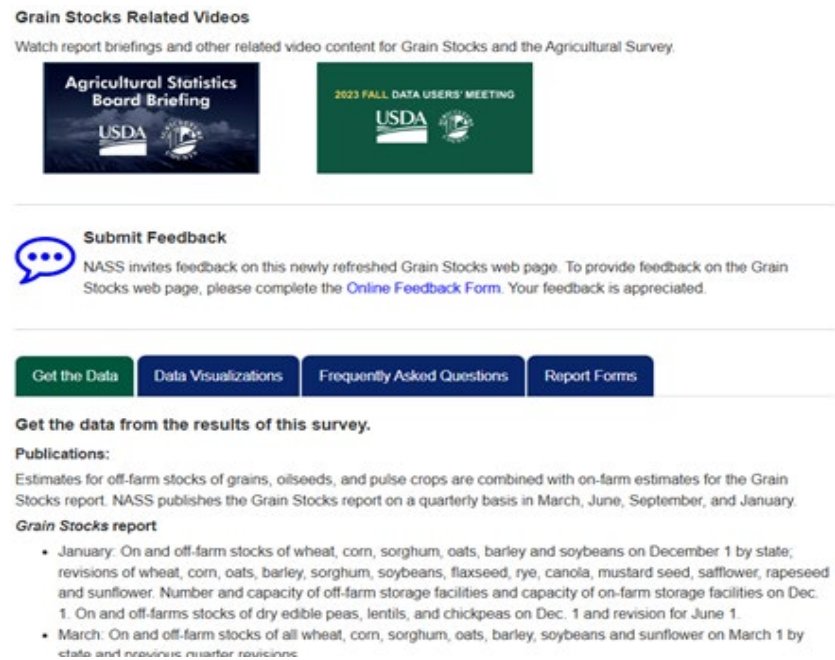 Grain Stocks Related Videos
Watch report briefings and other related video content for Grain Stocks and the Agricultural Survey.
Agricultural Statistics
Board Briefing
USDA
2023 FALL DATA USERS' MEETING
USDA
Submit Feedback
NASS invites feedback on this newly refreshed Grain Stocks web page. To provide feedback on the Grain
Stocks web page, please complete the Online Feedback Form. Your feedback is appreciated.
Get the Data
Data Visualizations
Frequently Asked Questions
Report Forms
Get the data from the results of this survey.
Publications:
Estimates for off-farm stocks of grains, oilseeds, and pulse crops are combined with on-farm estimates for the Grain
Stocks report. NASS publishes the Grain Stocks report on a quarterly basis in March, June, September, and January.
Grain Stocks report
• January: On and off-farm stocks of wheat, corn, sorghum, oats, barley and soybeans on December 1 by state;
revisions of wheat, corn, oats, barley, sorghum, soybeans, flaxseed, rye, canola, mustard seed, safflower, rapeseed
and sunflower. Number and capacity of off-farm storage facilities and capacity of on-farm storage facilities on Dec.
1. On and off-farms stocks of dry edible peas, lentils, and chickpeas on Dec. 1 and revision for June 1.
• March: On and off-farm stocks of all wheat, corn, sorghum, oats, barley, soybeans and sunflower on March 1 by
state and previous quarter revisions